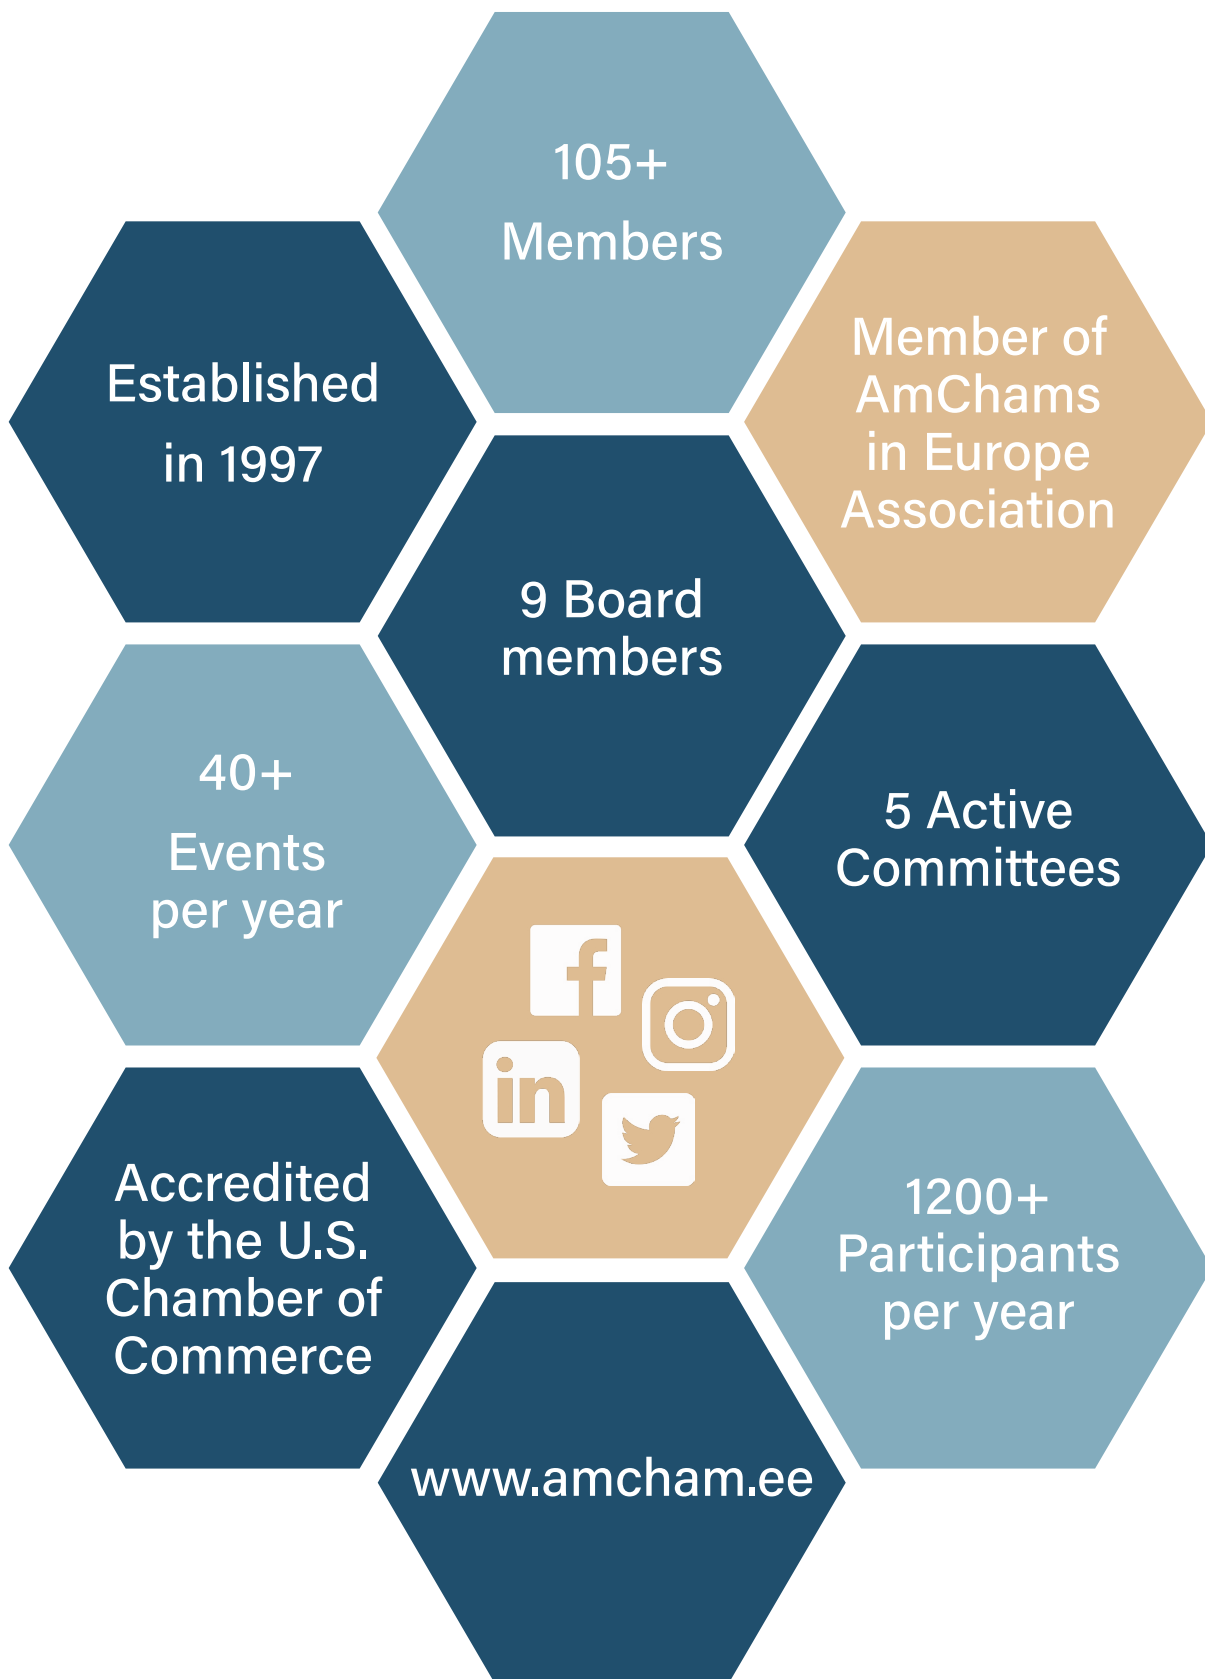 105+
Members
Established
in 1997
Member of
AmChams
in Europe
Association
9 Board
members
40+
Events
per year
5 Active
Committees
Accredited
by the U.S.
Chamber of
Commerce
1200+
Participants
per year
www.amcham.ee